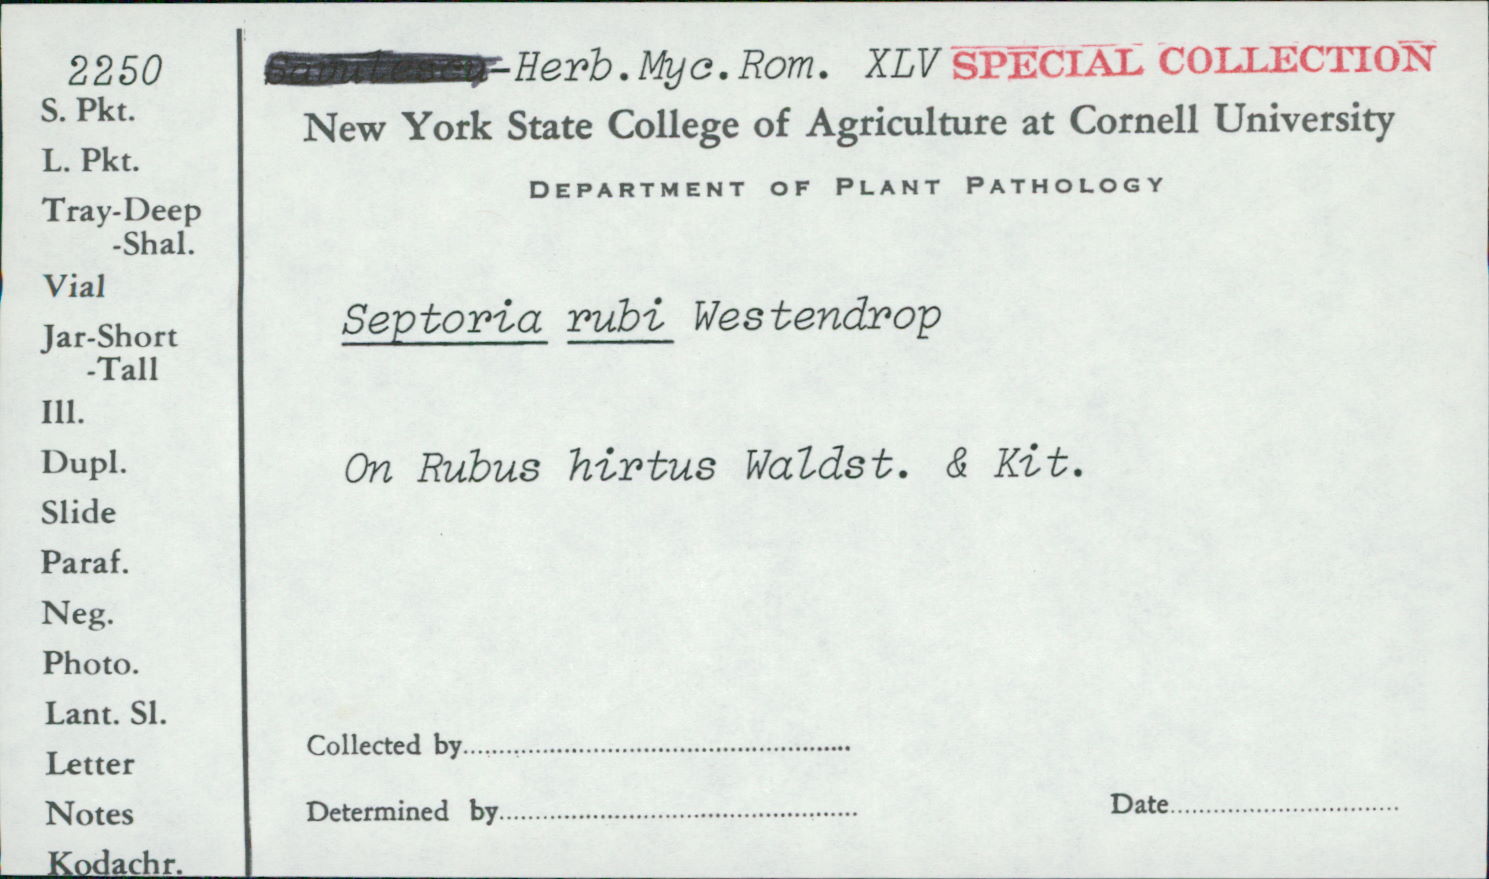 2250
S. Pkt.
L. Pkt.
Tray-Deep
-Shal.
Vial
Jar-Short
-Tall
Ill.
Dupl.
Slide
Paraf.
Neg.
Photo.
Lant. Sl.
Letter
Notes
Kodachr.
-Herb.Myc.Rom. XLV SPECIAL COLLECTION
New York State College of Agriculture at Cornell University
DEPARTMENT OF PLANT PATHOLOGY
Septoria rubi Westendrop
On Rubus hirtus Waldst. & Kit.
Collected by
Determined by
Date